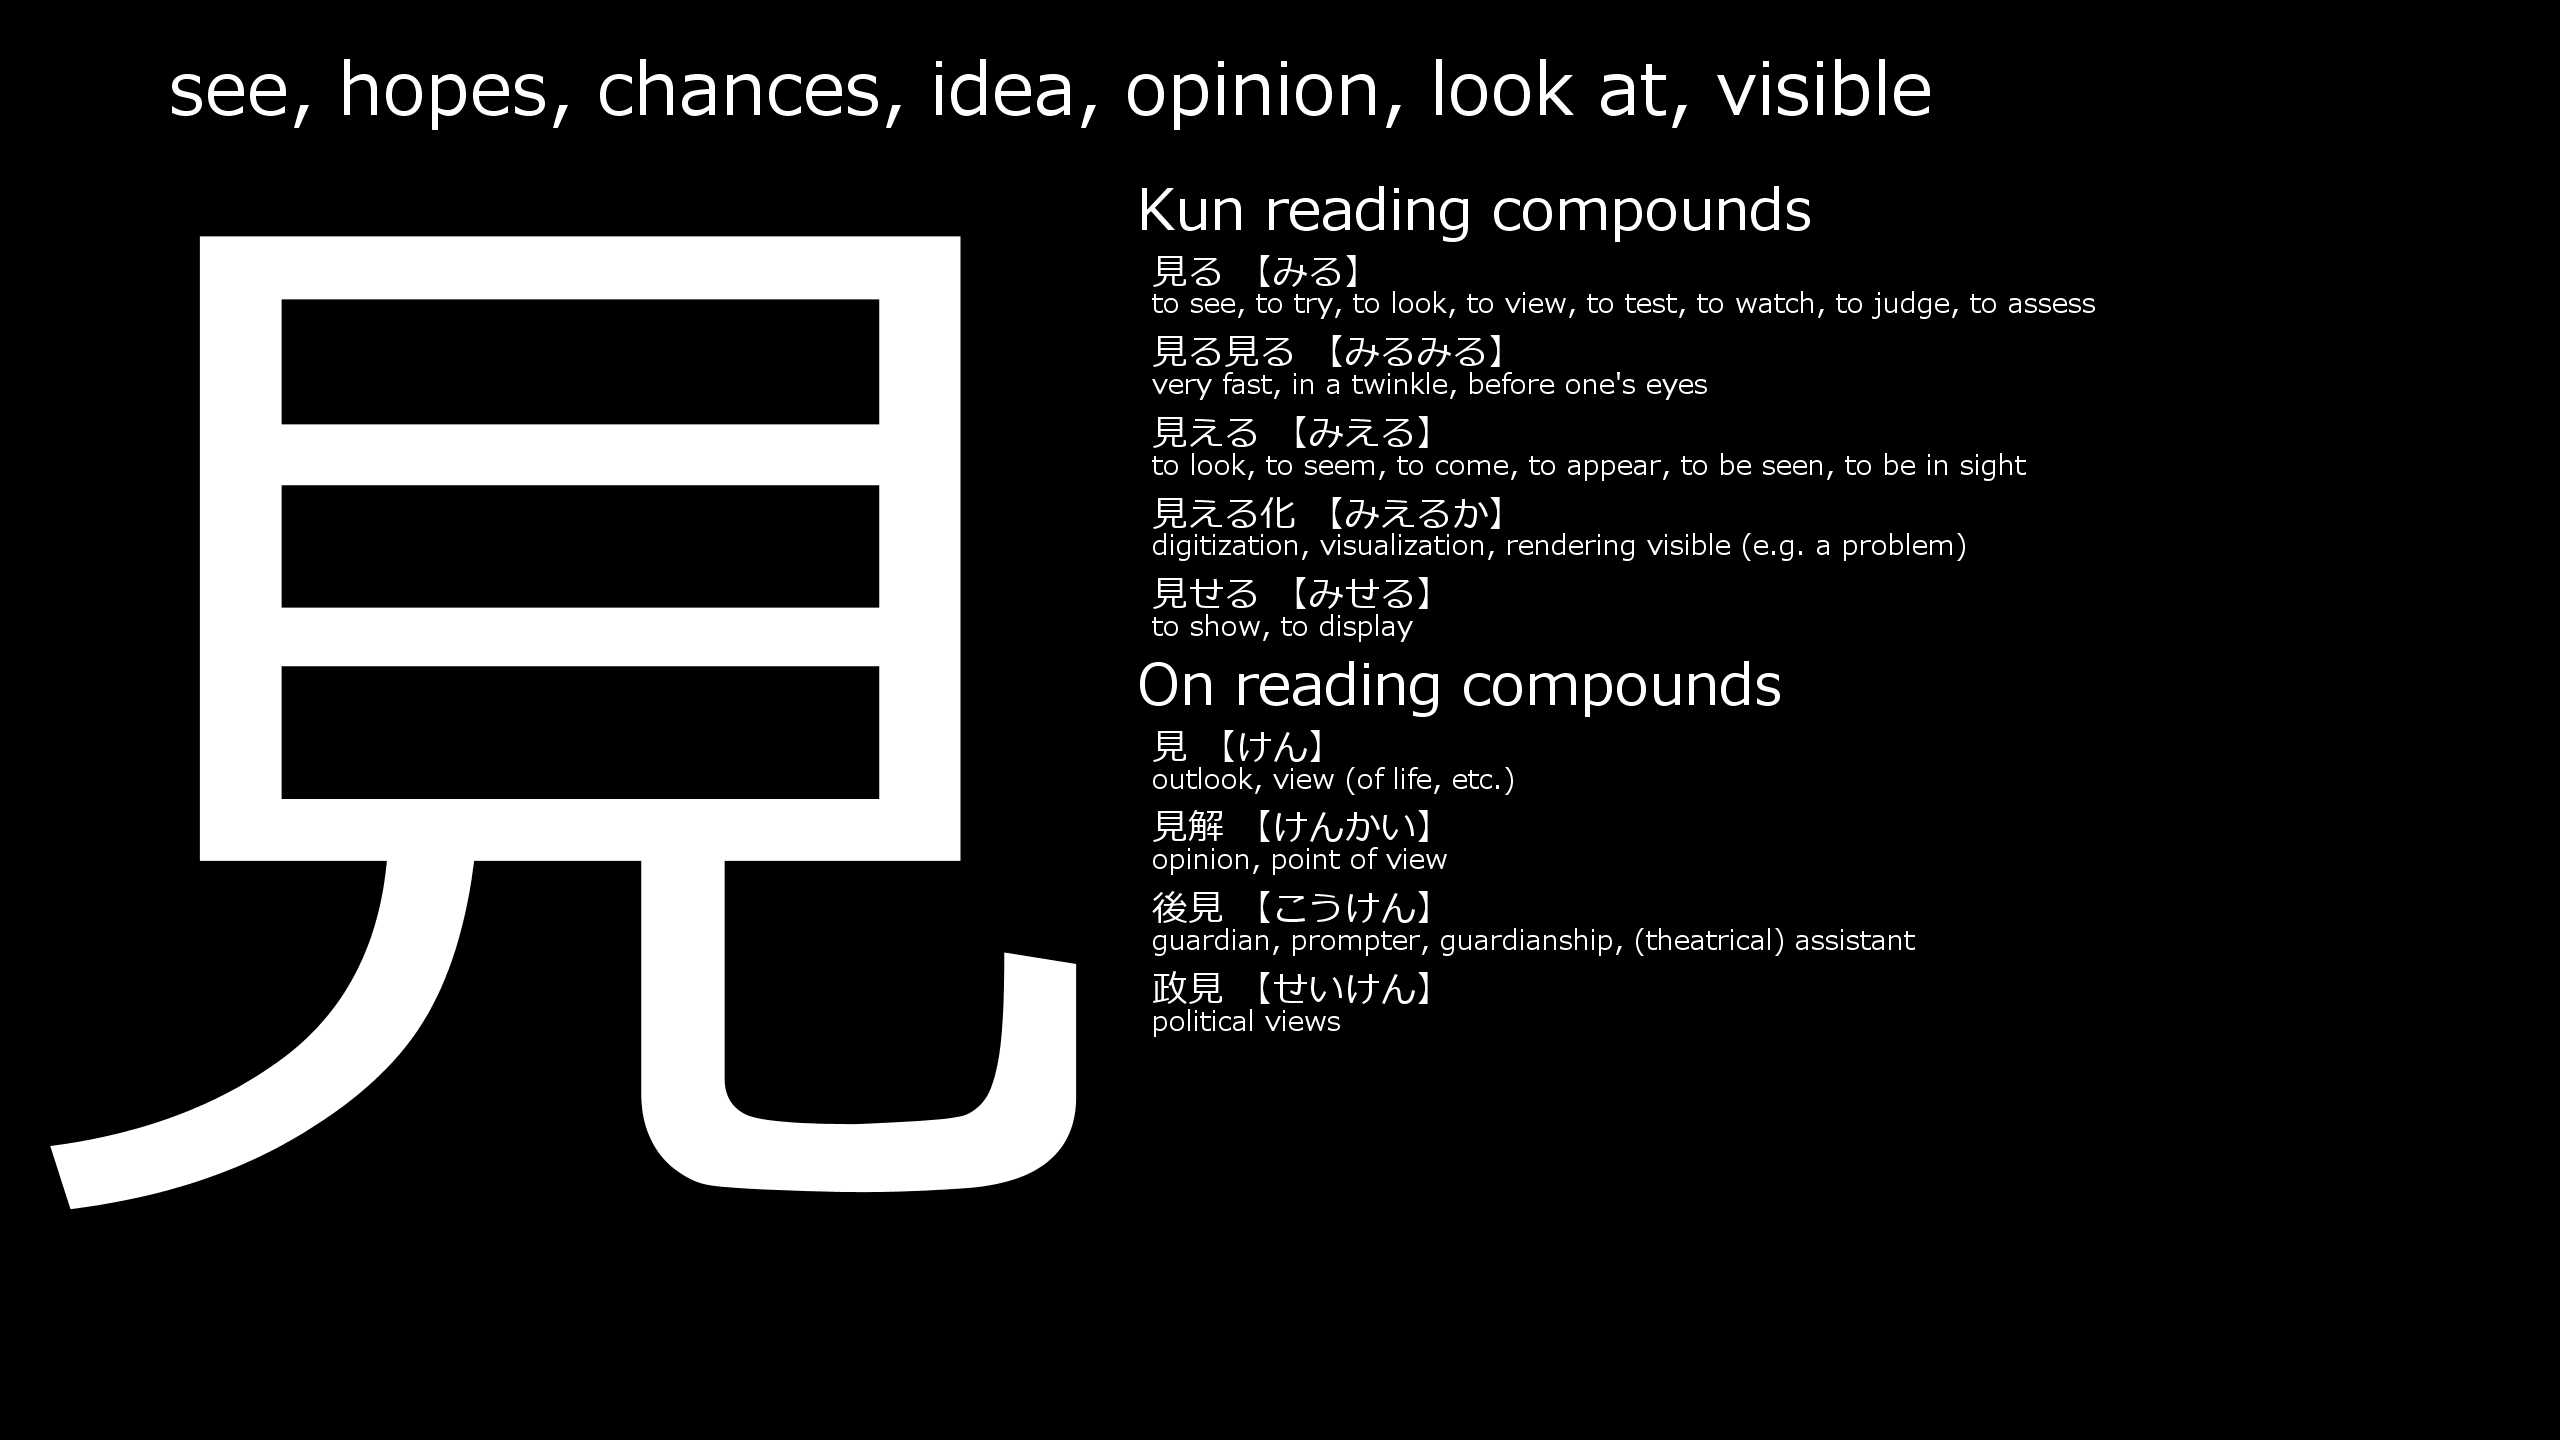 see, hopes, chances, idea, opinion, look at, visible
見
Kun reading compounds
見る 【みる】
to see, to try, to look, to view, to test, to watch, to judge, to assess
見る見る 【みるみる】
very fast, in a twinkle, before one's eyes
見える 【みえる】
to look, to seem, to come, to appear, to be seen, to be in sight
見える化 【みえるか】
digitization, visualization, rendering visible (e.g. a problem)
見せる 【みせる】
to show, to display
On reading compounds
見 【けん】
outlook, view (of life, etc.)
見解 【けんかい】
opinion, point of view
後見 【こうけん】
guardian, prompter, guardianship, (theatrical) assistant
政見 【せいけん】
political views